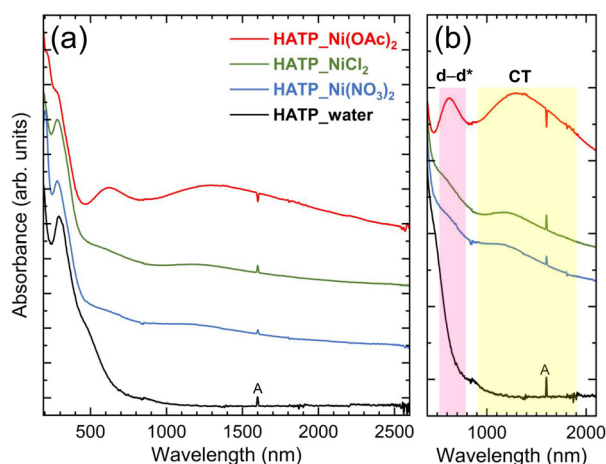 (a)
HATP_Ni(OAc)₂
HATP_NiCl₂
HATP_Ni(NO₃)₂
HATP_water
A
Absorbance (arb. units)
500 1000 1500 2000 2500
Wavelength (nm)
(b)
d–d* CT
A
1000 2000
Wavelength (nm)